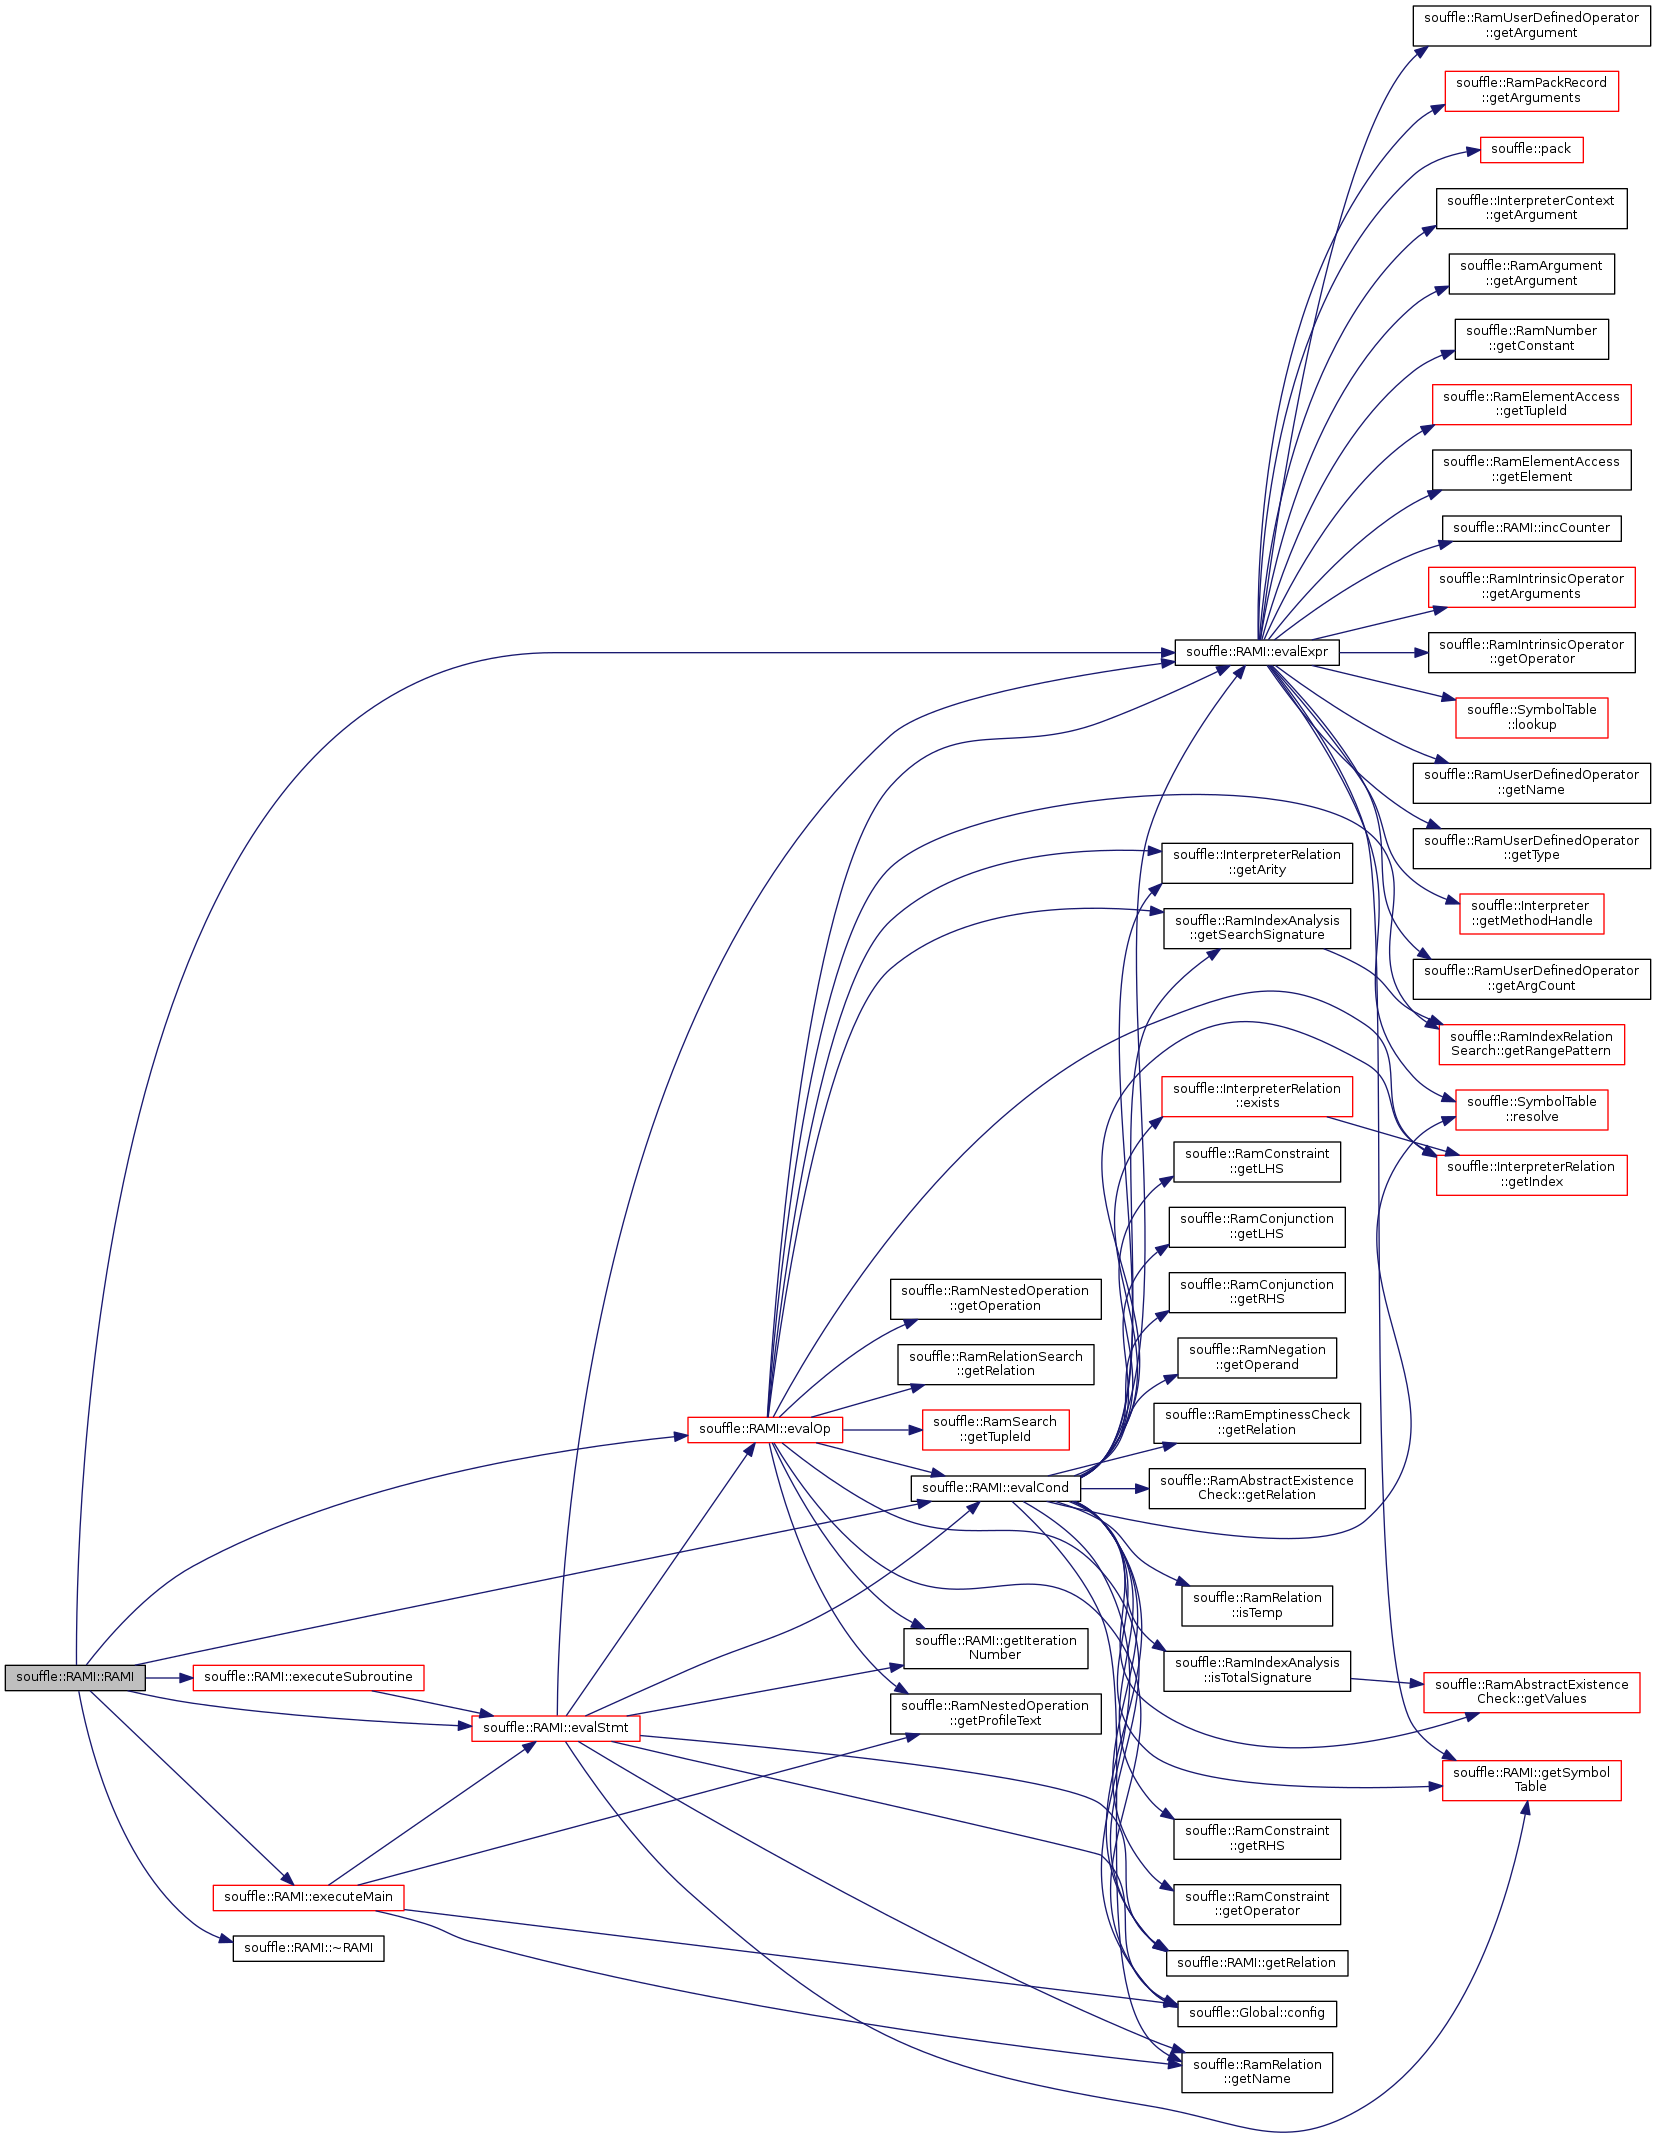 souffle::RamUserDefinedOperator
::getArgument
souffle::RamPackRecord
::getArguments
souffle::pack
souffle::InterpreterContext
::getArgument
souffle::RamArgument
::getArgument
souffle::RamNumber
::getConstant
souffle::RamElementAccess
::getTupleId
souffle::RamElementAccess
::getElement
souffle::RAMI::incCounter
souffle::RamIntrinsicOperator
::getArguments
souffle::RAMI::evalExpr
souffle::RamIntrinsicOperator
::getOperator
souffle::SymbolTable
::lookup
souffle::RamUserDefinedOperator
::getName
souffle::RamUserDefinedOperator
::getType
souffle::InterpreterRelation
::getArity
souffle::Interpreter
::getMethodHandle
souffle::RamIndexAnalysis
::getSearchSignature
souffle::RamUserDefinedOperator
::getArgCount
souffle::RamIndexRelation
Search::getRangePattern
souffle::InterpreterRelation
::exists
souffle::SymbolTable
::resolve
souffle::RamConstraint
::getLHS
souffle::InterpreterRelation
::getIndex
souffle::RamConjunction
::getLHS
souffle::RamNestedOperation
::getOperation
souffle::RamConjunction
::getRHS
souffle::RamRelationSearch
::getRelation
souffle::RamNegation
::getOperand
souffle::RAMI::evalOp
souffle::RamSearch
::getTupleId
souffle::RamEmptinessCheck
::getRelation
souffle::RAMI::evalCond
souffle::RamAbstractExistence
Check::getRelation
souffle::RamRelation
::isTemp
souffle::RAMI::getIteration
Number
souffle::RamIndexAnalysis
::isTotalSignature
souffle::RAMI::RAMI
souffle::RAMI::executeSubroutine
souffle::RamAbstractExistence
Check::getValues
souffle::RAMI::evalStmt
souffle::RamNestedOperation
::getProfileText
souffle::RAMI::getSymbol
Table
souffle::RamConstraint
::getRHS
souffle::RAMI::executeMain
souffle::RamConstraint
::getOperator
souffle::RAMI::~RAMI
souffle::RAMI::getRelation
souffle::Global::config
souffle::RamRelation
::getName